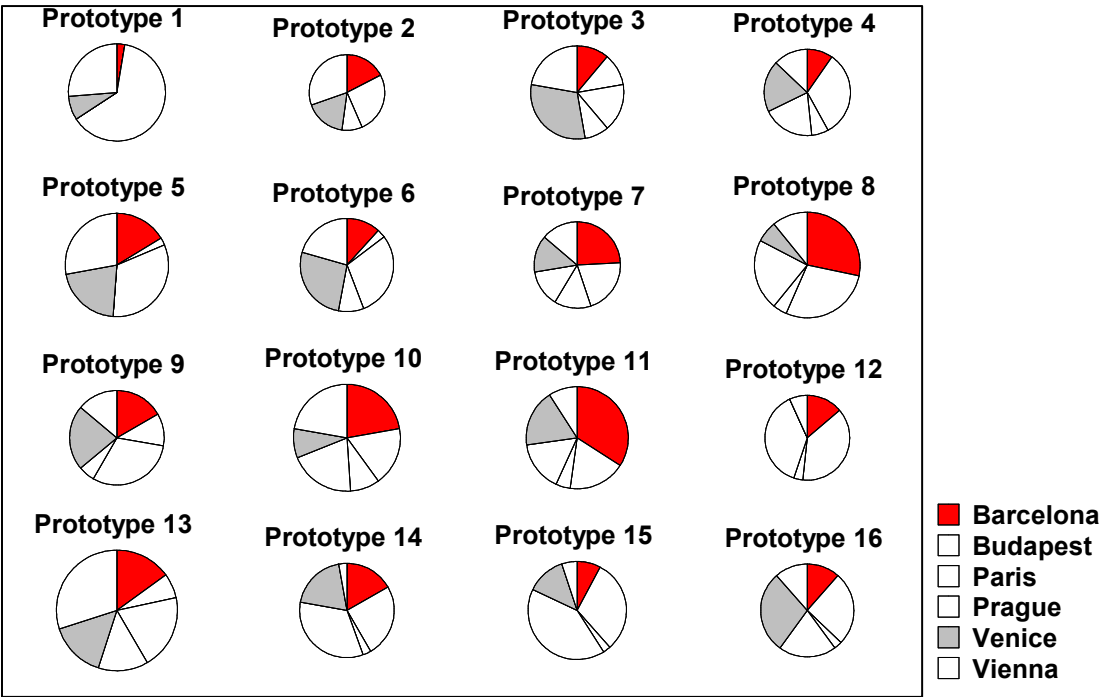 Prototype 1
Prototype 2
Prototype 3
Prototype 4
Prototype 5
Prototype 6
Prototype 7
Prototype 8
Prototype 9
Prototype 10
Prototype 11
Prototype 12
Prototype 13
Prototype 14
Prototype 15
Prototype 16
Barcelona
Budapest
Paris
Prague
Venice
Vienna